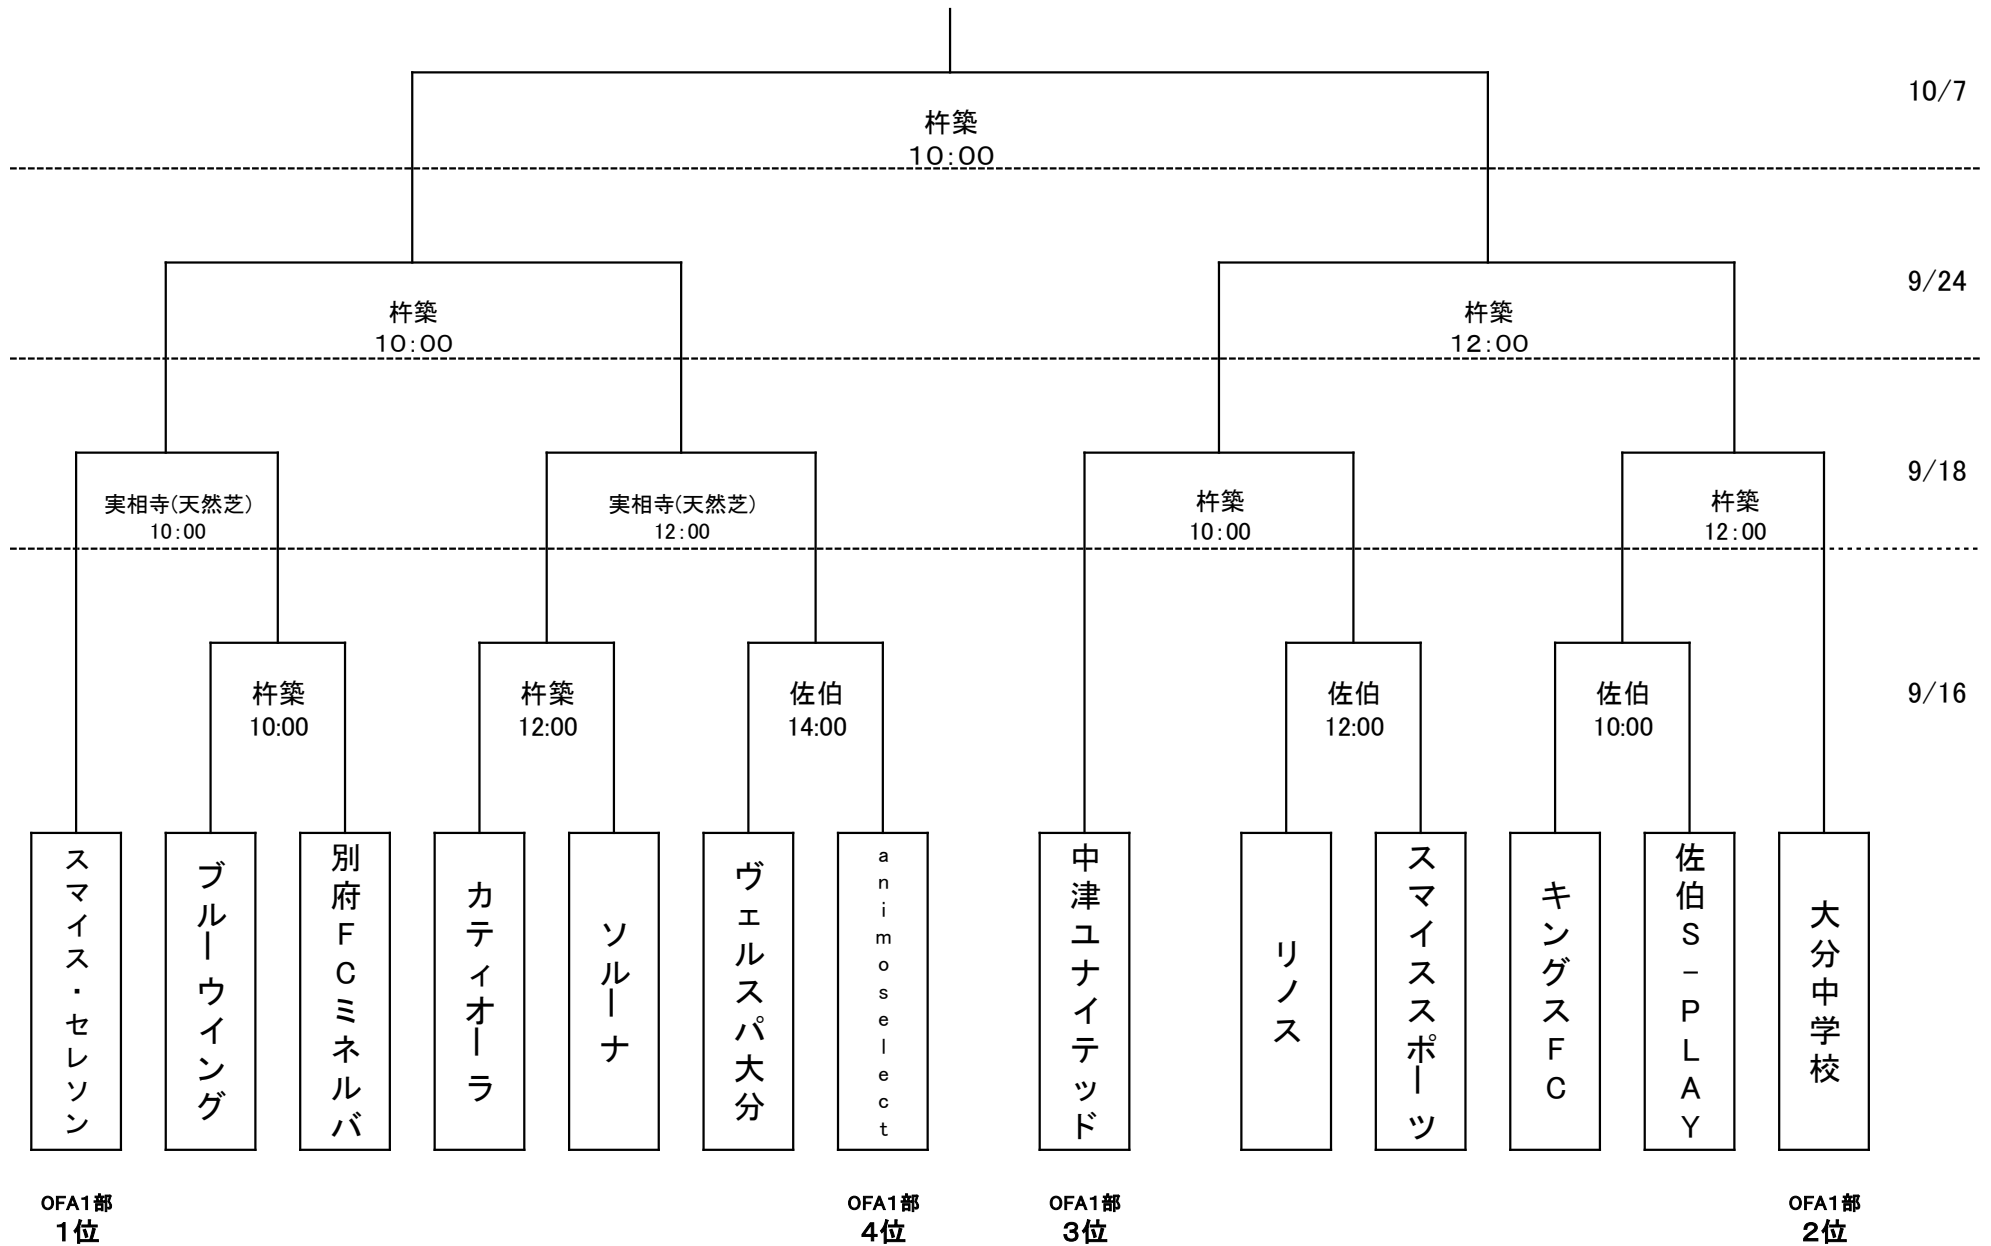 10/7
杵築
10:00
9/24
杵築
10:00
杵築
12:00
9/18
実相寺(天然芝)
10:00
実相寺(天然芝)
12:00
杵築
10:00
杵築
12:00
9/16
杵築
10:00
杵築
12:00
佐伯
14:00
佐伯
12:00
佐伯
10:00
スマイス・セレソン
ブルーウイング
別府FCミネルバ
カティオーラ
ソルーナ
ヴェルスパ大分
animoselect
中津ユナイテッド
リノス
スマイススポーツ
キングスFC
佐伯S-PLAY
大分中学校
OFA1部
1位
OFA1部
4位
OFA1部
3位
OFA1部
2位